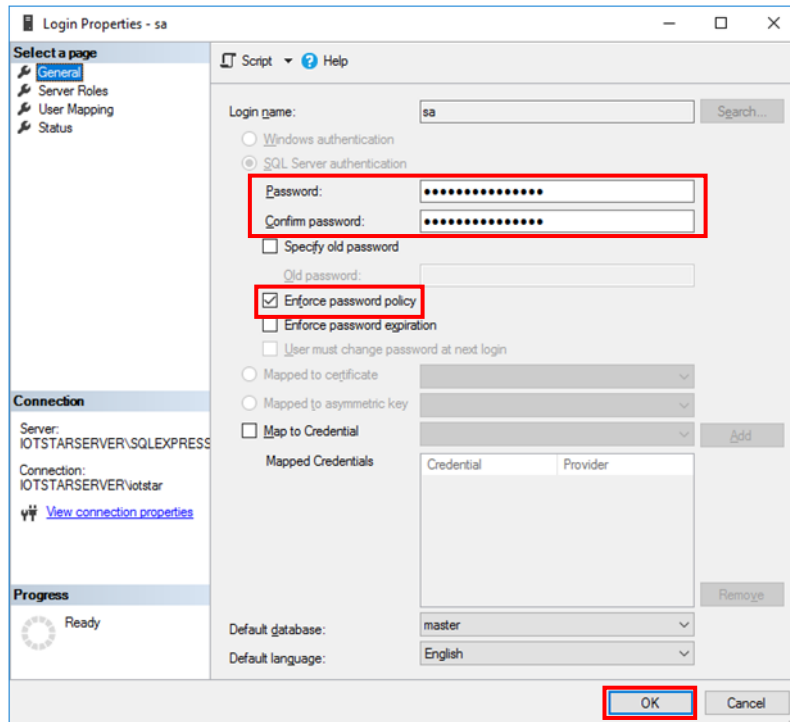 Login Properties - sa
Select a page
General
Server Roles
User Mapping
Status
Script
Help
Login name:
sa
Search...
Windows authentication
SQL Server authentication
Password:
●●●●●●●●●●●●●●●
Confirm password:
●●●●●●●●●●●●●●●
Specify old password
Old password:
Enforce password policy
Enforce password expiration
User must change password at next login
Mapped to certificate
Mapped to asymmetric key
Map to Credential
Add
Mapped Credentials
Credential
Provider
Remove
Default database:
master
Default language:
English
Connection
Server:
IOTSTARSERVER\SQLEXPRESS
Connection:
IOTSTARSERVER\iotstar
View connection properties
Progress
Ready
OK
Cancel